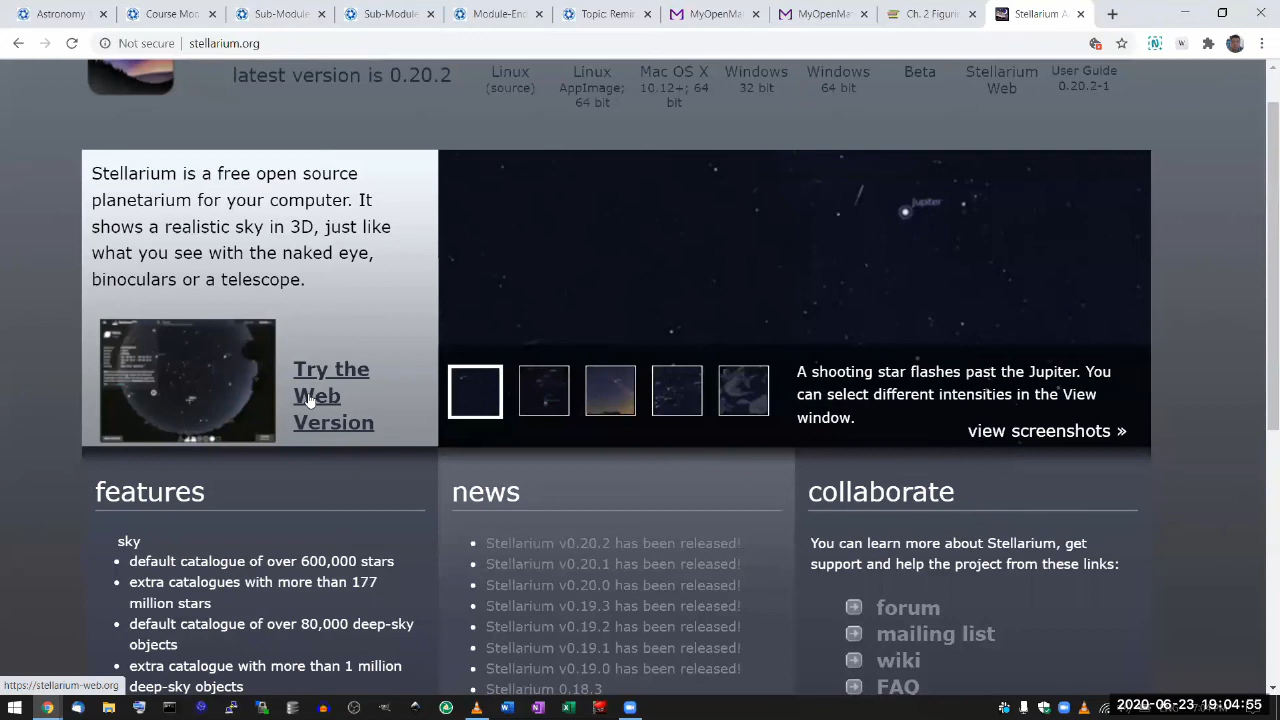 Astronomy
Course Mo
Sub-Module
Sub-Module
Module-End
Topic Remin
MyOpenMa
MyOpenMa
Ch. 2 Figurin
Stellarium A
Not secure
stellarium.org
latest version is 0.20.2
Linux
(source)
Linux
AppImage;
64 bit
Mac OS X
10.12+; 64
bit
Windows
32 bit
Windows
64 bit
Beta
Stellarium
Web
User Guide
0.20.2-1
Stellarium is a free open source
planetarium for your computer. It
shows a realistic sky in 3D, just like
what you see with the naked eye,
binoculars or a telescope.
Try the
Web
Version
Jupiter
A shooting star flashes past the Jupiter. You
can select different intensities in the View
window.
view screenshots »
features
sky
default catalogue of over 600,000 stars
extra catalogues with more than 177
million stars
default catalogue of over 80,000 deep-sky
objects
extra catalogue with more than 1 million
deep-sky objects
news
Stellarium v0.20.2 has been released!
Stellarium v0.20.1 has been released!
Stellarium v0.20.0 has been released!
Stellarium v0.19.3 has been released!
Stellarium v0.19.2 has been released!
Stellarium v0.19.1 has been released!
Stellarium v0.19.0 has been released!
Stellarium 0.18.3
collaborate
You can learn more about Stellarium, get
support and help the project from these links:
forum
mailing list
wiki
FAQ
https://stellarium-web.org
2020-06-23 19:04:55